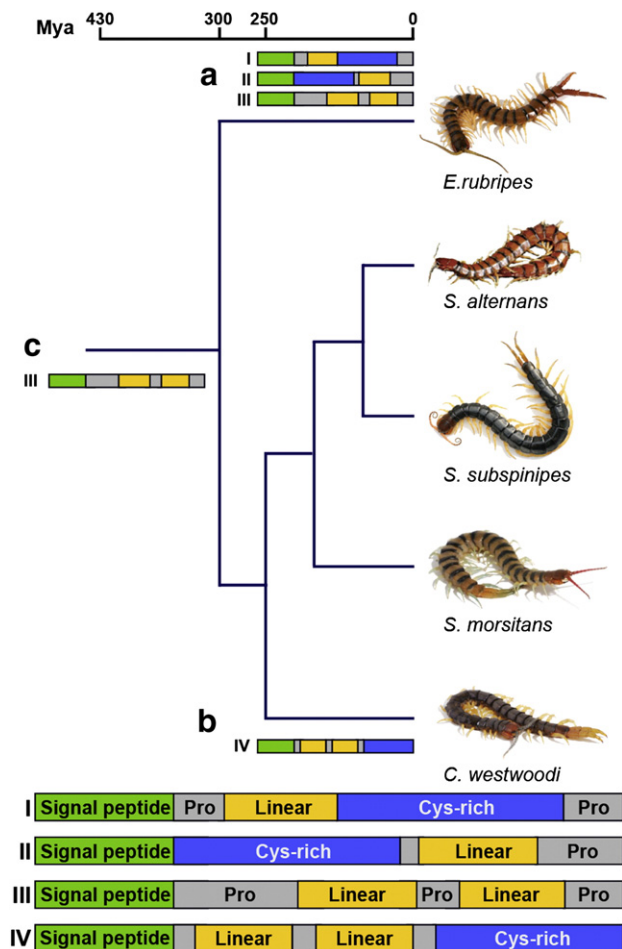 Mya 430 300 250 0
I
a II
III
E.rubripes
S. alternans
c
III
S. subspinipes
S. morsitans
b
IV
C. westwoodi
I Signal peptide Pro Linear Cys-rich Pro
II Signal peptide Cys-rich Linear Pro
III Signal peptide Pro Linear Pro Linear Pro
IV Signal peptide Linear Linear Cys-rich